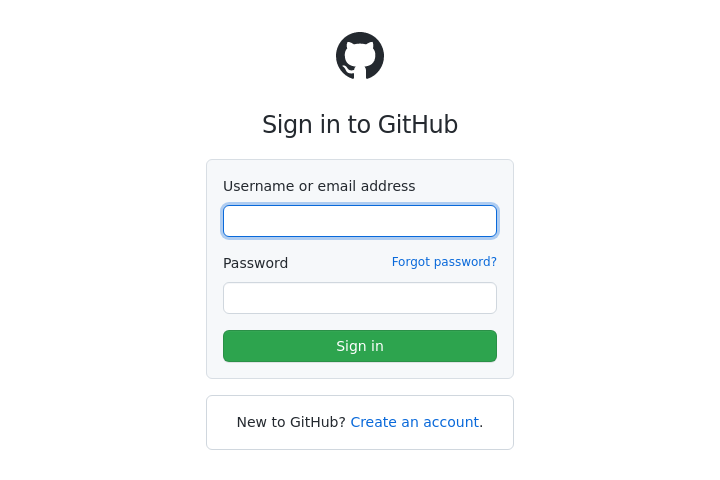 Sign in to GitHub
Username or email address
Password Forgot password?
Sign in
New to GitHub? Create an account.